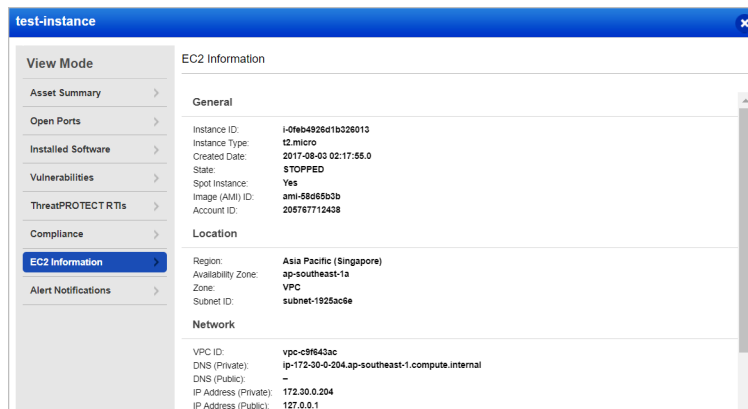 test-instance
View Mode
Asset Summary
Open Ports
Installed Software
Vulnerabilities
ThreatPROTECT RTIs
Compliance
EC2 Information
Alert Notifications
EC2 Information
General
Instance ID: i-0feb4926d1b326013
Instance Type: t2.micro
Created Date: 2017-08-03 02:17:55.0
State: STOPPED
Spot Instance: Yes
Image (AMI) ID: ami-58d65b3b
Account ID: 205767712438
Location
Region: Asia Pacific (Singapore)
Availability Zone: ap-southeast-1a
Zone: VPC
Subnet ID: subnet-1925ac6e
Network
VPC ID: vpc-c9f643ac
DNS (Private): ip-172-30-0-204.ap-southeast-1.compute.internal
DNS (Public): –
IP Address (Private): 172.30.0.204
IP Address (Public): 127.0.0.1